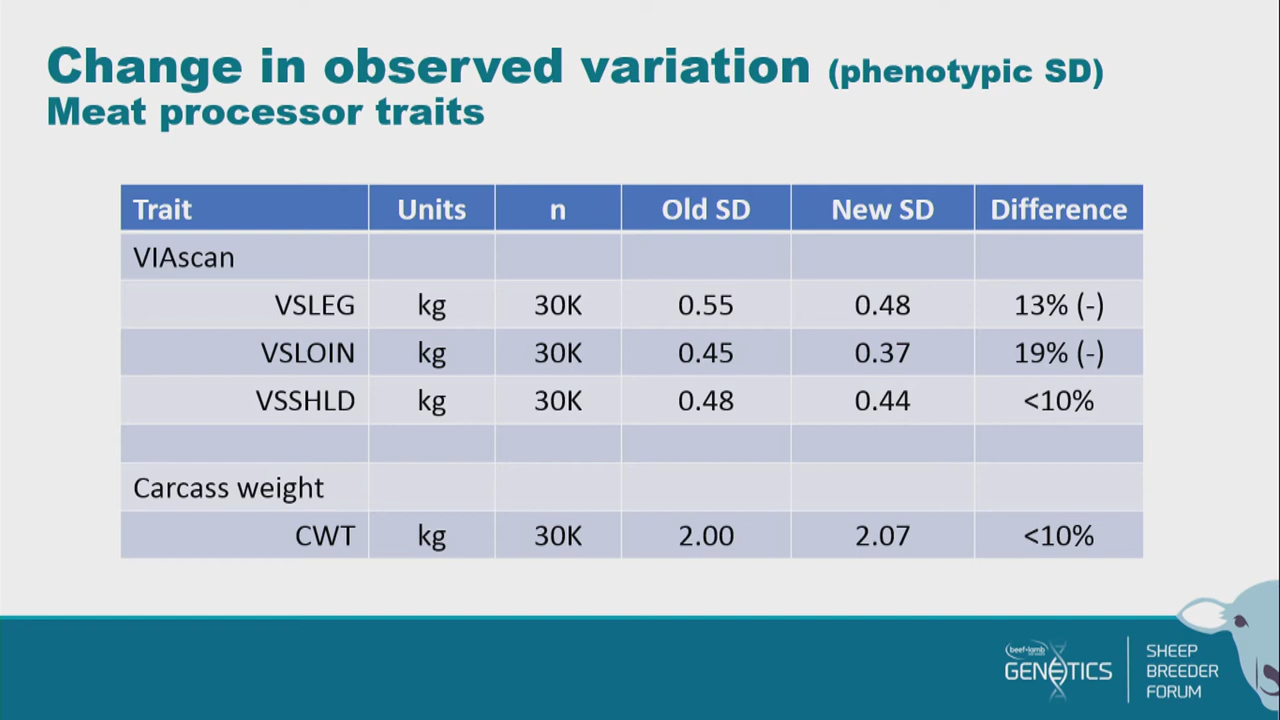 Change in observed variation (phenotypic SD)
Meat processor traits
Trait Units n Old SD New SD Difference
VIAscan
VSLEG kg 30K 0.55 0.48 13% (-)
VSLOIN kg 30K 0.45 0.37 19% (-)
VSSHLD kg 30K 0.48 0.44 <10%
Carcass weight
CWT kg 30K 2.00 2.07 <10%
beef+lamb
GENETICS
SHEEP
BREEDER
FORUM